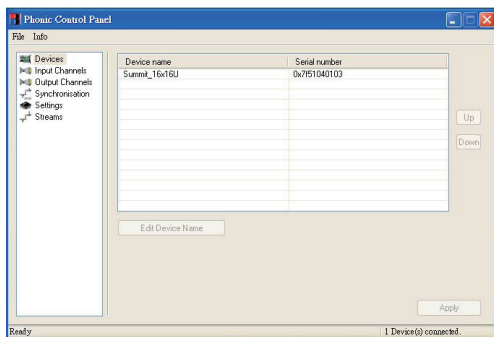 Phonic Control Panel
File Info
Devices
Input Channels
Output Channels
Synchronisation
Settings
Streams
Device name Serial number
Summit_16x16U 0x7f51040103
Up
Down
Edit Device Name
Apply
Ready 1 Device(s) connected.